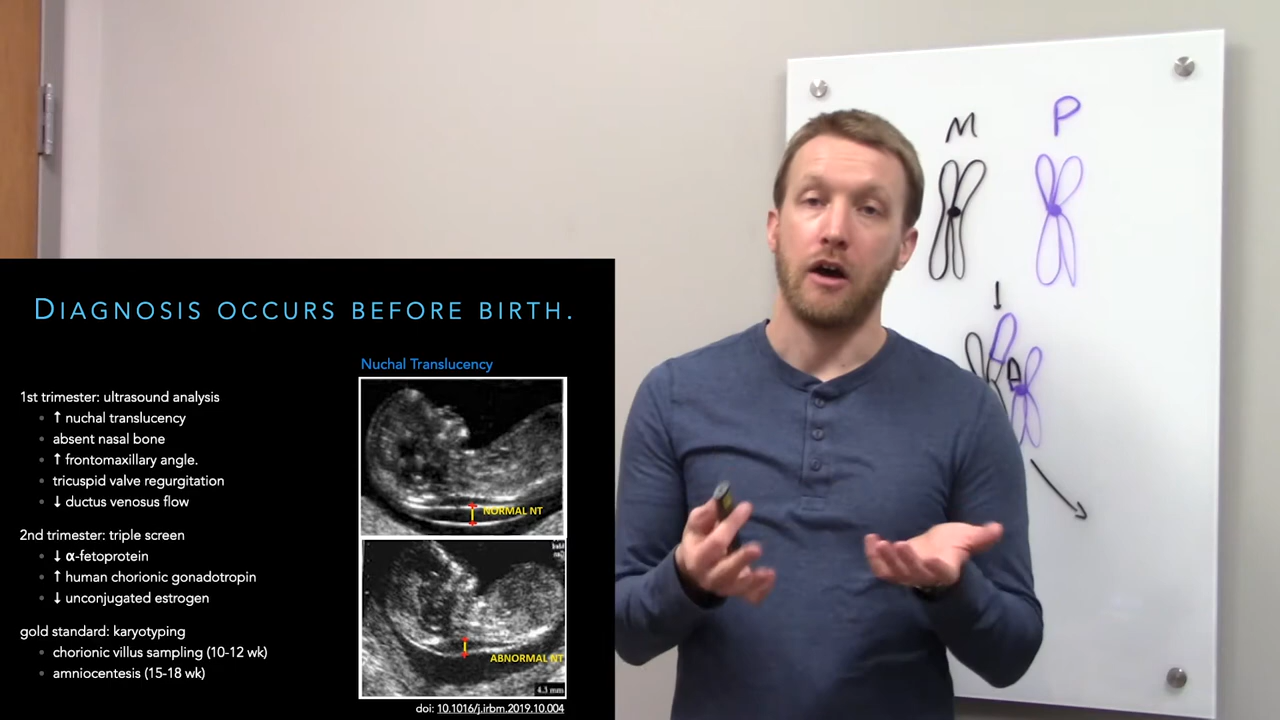 DIAGNOSIS OCCURS BEFORE BIRTH.
Nuchal Translucency
1st trimester: ultrasound analysis
↑ nuchal translucency
absent nasal bone
↑ frontomaxillary angle.
tricuspid valve regurgitation
↓ ductus venosus flow
2nd trimester: triple screen
↓ α-fetoprotein
↑ human chorionic gonadotropin
↓ unconjugated estrogen
gold standard: karyotyping
chorionic villus sampling (10-12 wk)
amniocentesis (15-18 wk)
NORMAL NT
ABNORMAL NT
4.3 mm
doi: 10.1016/j.irbm.2019.10.004
M P